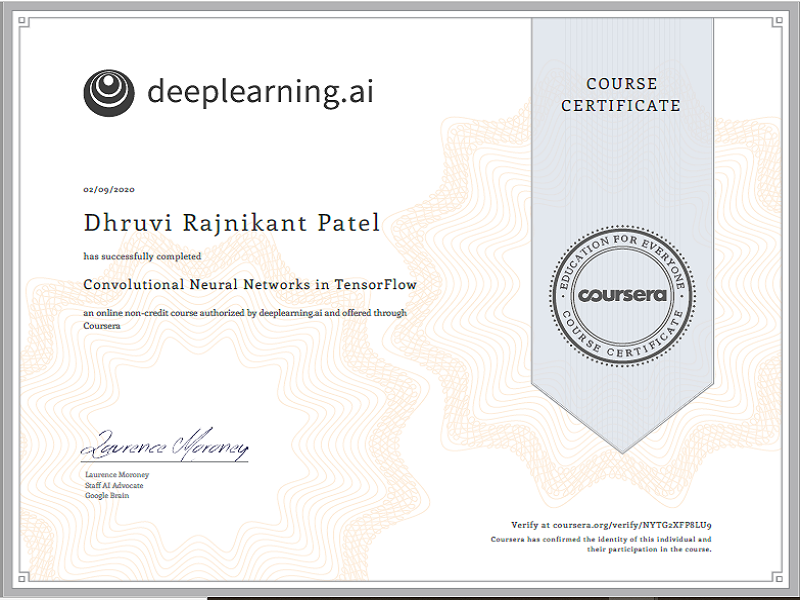 deeplearning.ai
COURSE
CERTIFICATE
02/09/2020
Dhruvi Rajnikant Patel
has successfully completed
Convolutional Neural Networks in TensorFlow
an online non-credit course authorized by deeplearning.ai and offered through
Coursera
EDUCATION FOR EVERYONE
coursera
COURSE CERTIFICATE
Laurence Moroney
Laurence Moroney
Staff AI Advocate
Google Brain
Verify at coursera.org/verify/NYTG2XFP8LU9
Coursera has confirmed the identity of this individual and
their participation in the course.